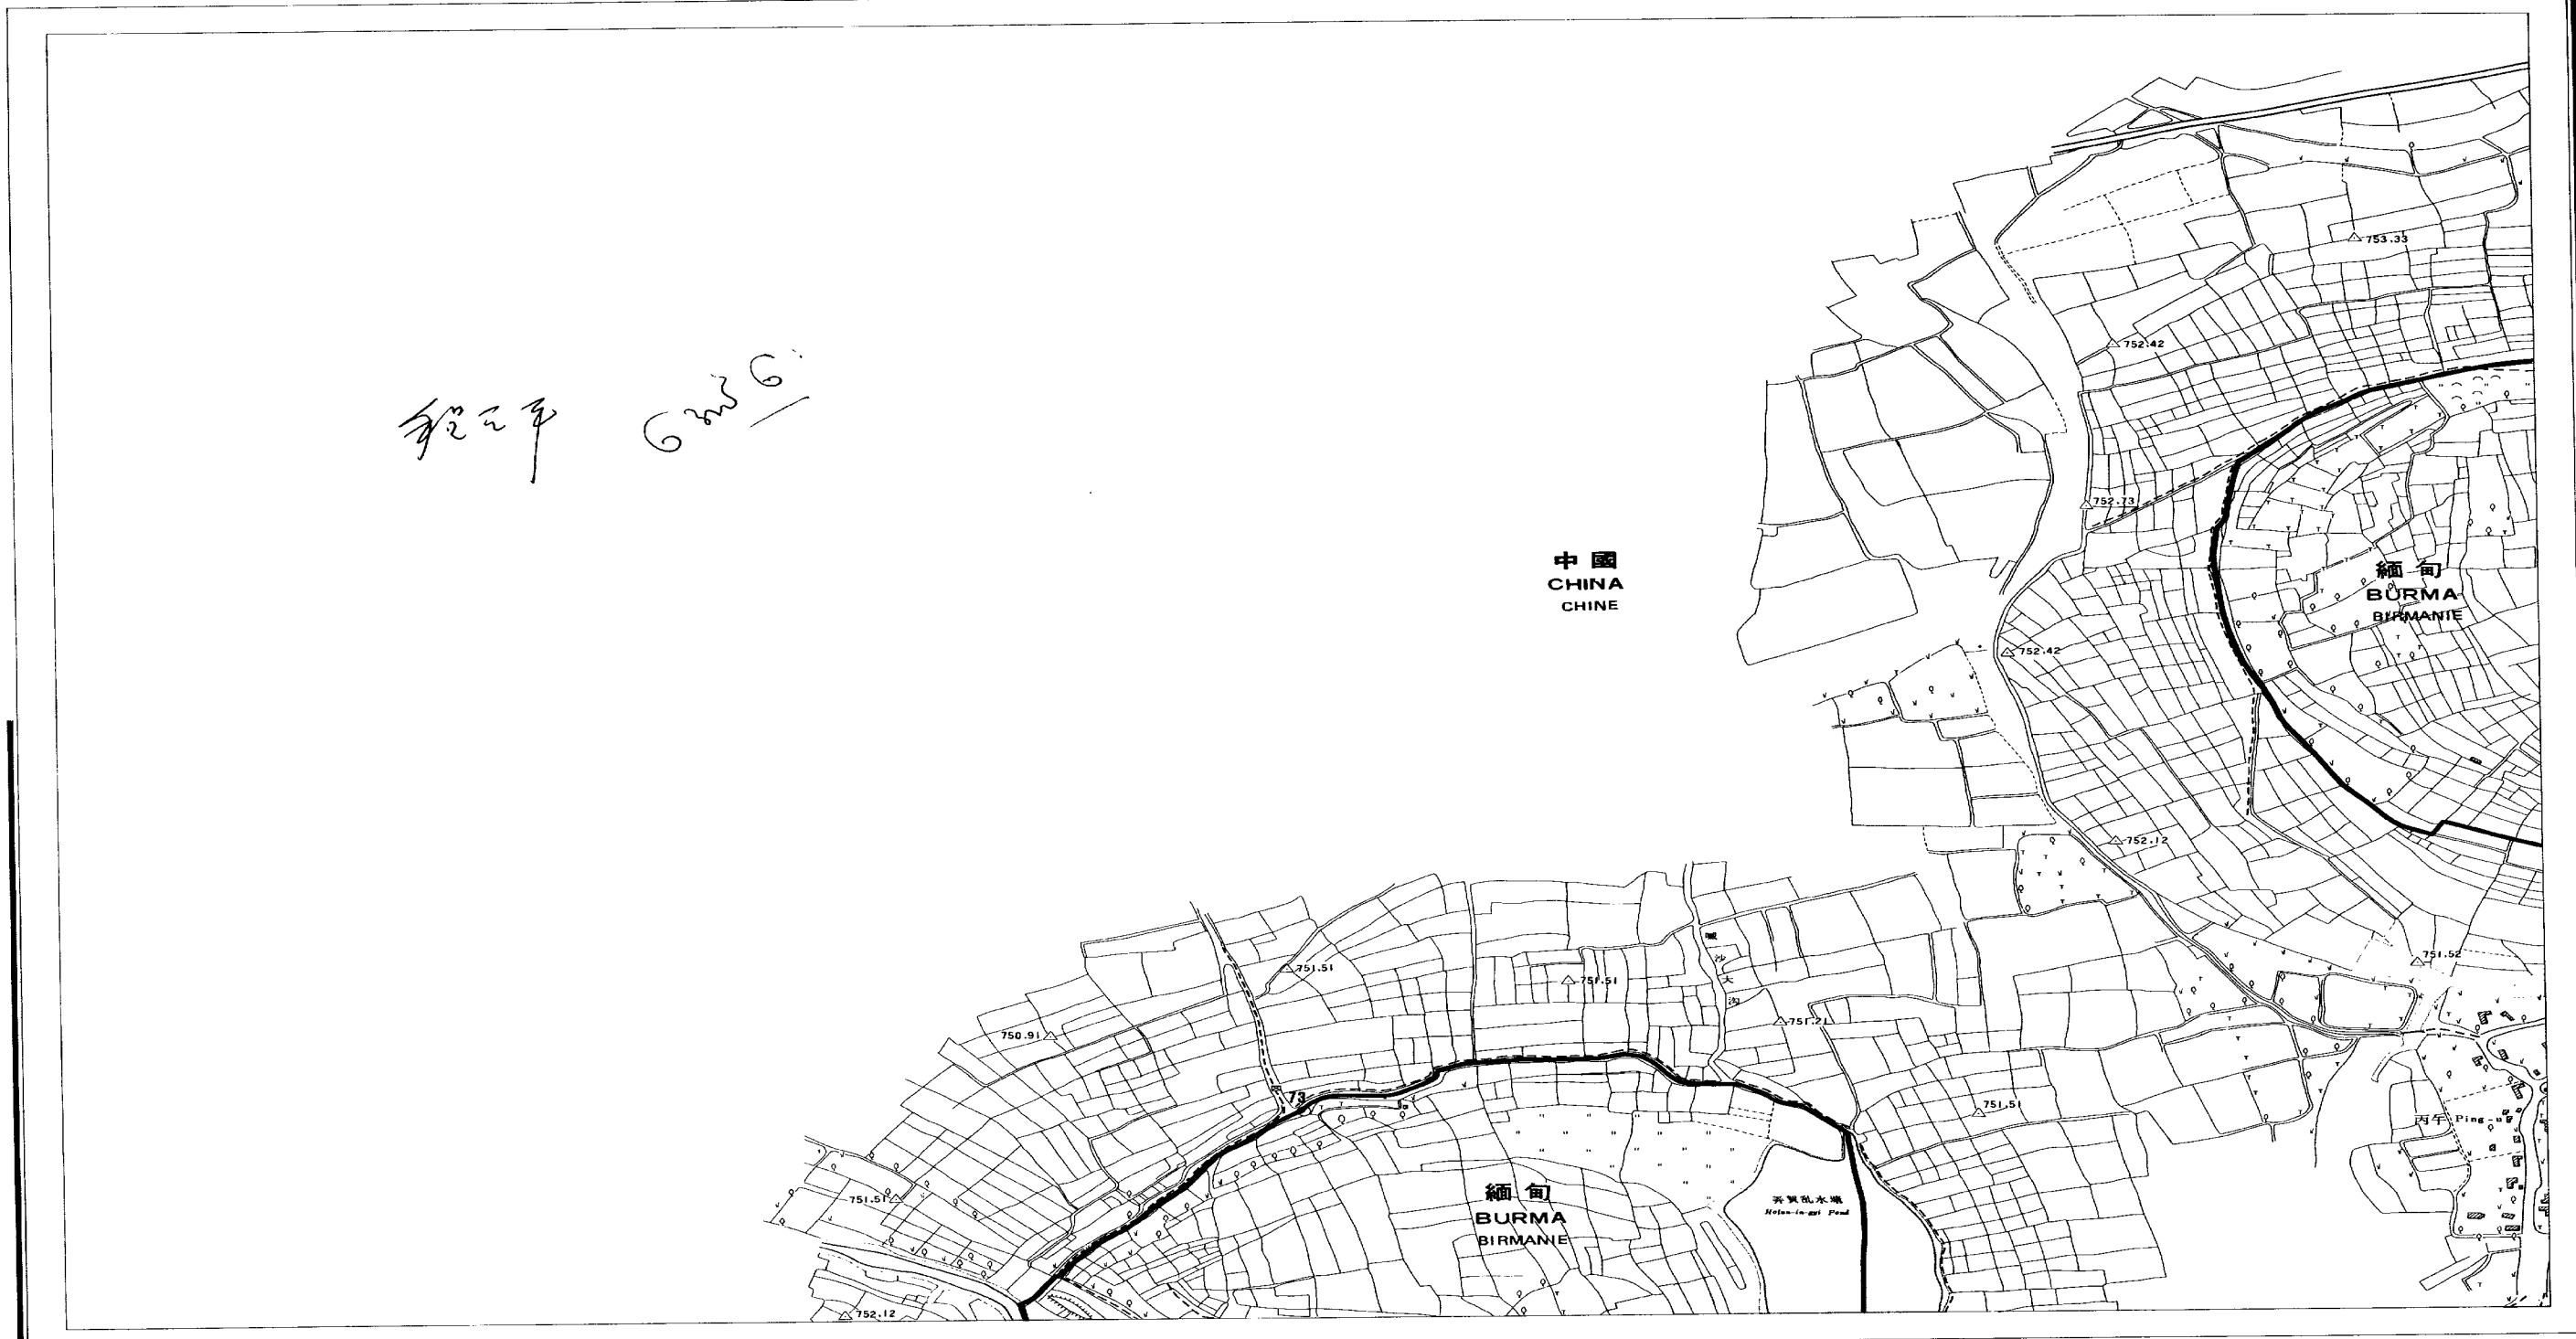 753.33
752.42
752.73
中國
CHINA
CHINE
緬甸
BURMA
BIRMANIE
752.42
752.12
751.52
751.51
751.51
751.21
750.91
73
751.51
丙午 Ping-u
751.51
緬甸
BURMA
BIRMANIE
Pond
752.12